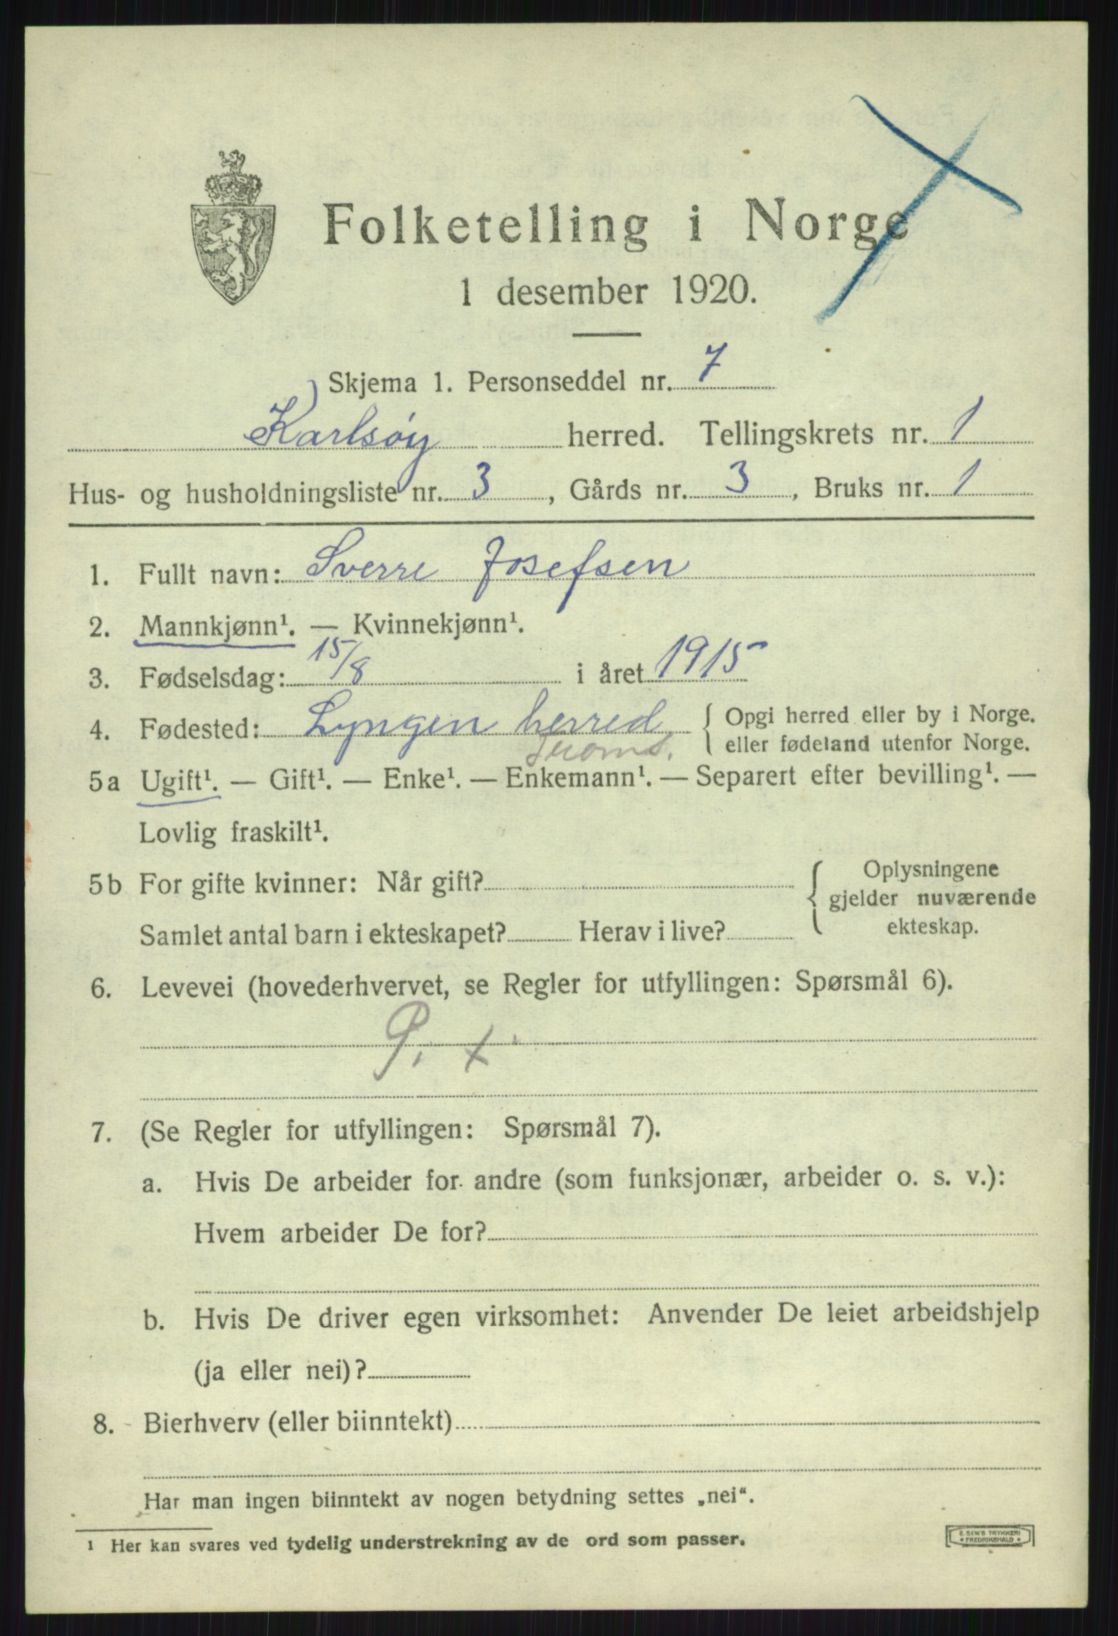 Folketelling i Norge
1 desember 1920.
Skjema 1. Personseddel nr. 7
Karlsøy herred. Tellingskrets nr. 1
Hus- og husholdningsliste nr. 3, Gårds nr. 3, Bruks nr. 1
1. Fullt navn: Sverre Josefsen
2. Mannkjønn¹. — Kvinnekjønn¹.
3. Fødselsdag: 15/8 i året 1915
4. Fødested: Lyngen herred { Opgi herred eller by i Norge.
Troms. eller fødeland utenfor Norge.
5a Ugift¹. — Gift¹. — Enke¹. — Enkemann¹. — Separert efter bevilling¹. —
Lovlig fraskilt¹.
5b For gifte kvinner: Når gift? { Oplysningene
gjelder nuværende
Samlet antal barn i ekteskapet? Herav i live? ekteskap.
6. Levevei (hovederhvervet, se Regler for utfyllingen: Spørsmål 6).
P. x
7. (Se Regler for utfyllingen: Spørsmål 7).
a. Hvis De arbeider for andre (som funksjonær, arbeider o. s. v.):
Hvem arbeider De for?
b. Hvis De driver egen virksomhet: Anvender De leiet arbeidshjelp
(ja eller nei)?
8. Bierhverv (eller biinntekt)
Har man ingen biinntekt av nogen betydning settes „nei“.
¹ Her kan svares ved tydelig understrekning av de ord som passer.